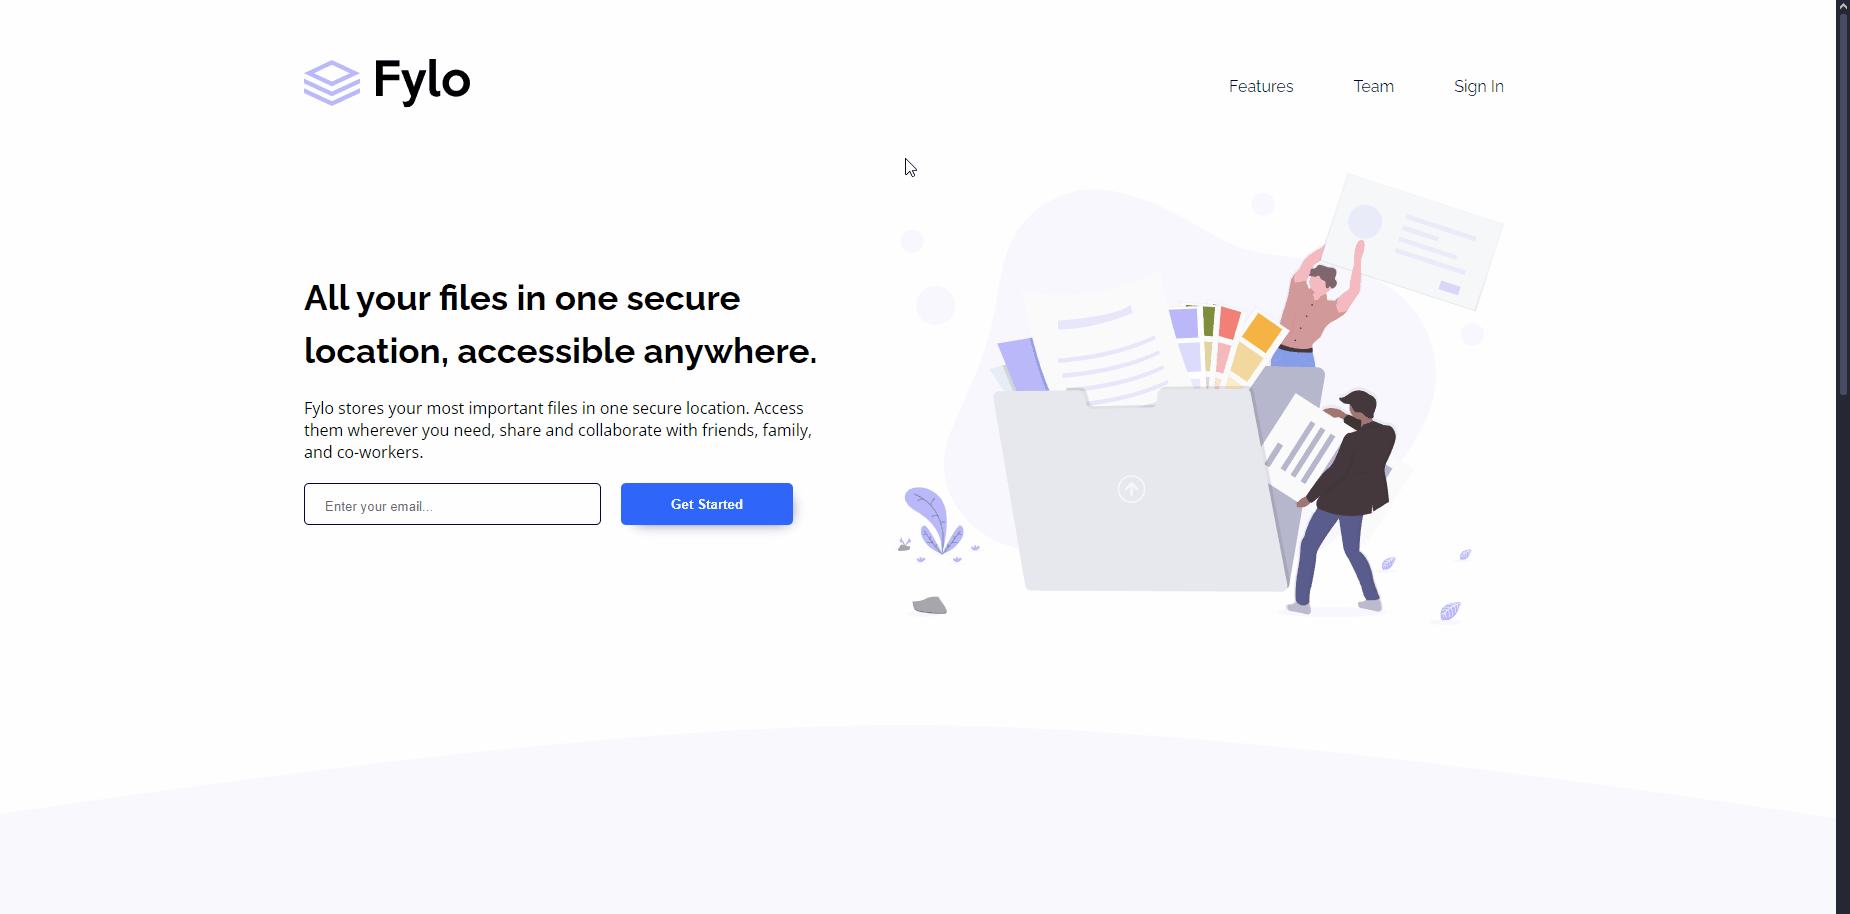 Fylo
Features
Team
Sign In
All your files in one secure
location, accessible anywhere.
Fylo stores your most important files in one secure location. Access
them wherever you need, share and collaborate with friends, family,
and co-workers.
Enter your email...
Get Started